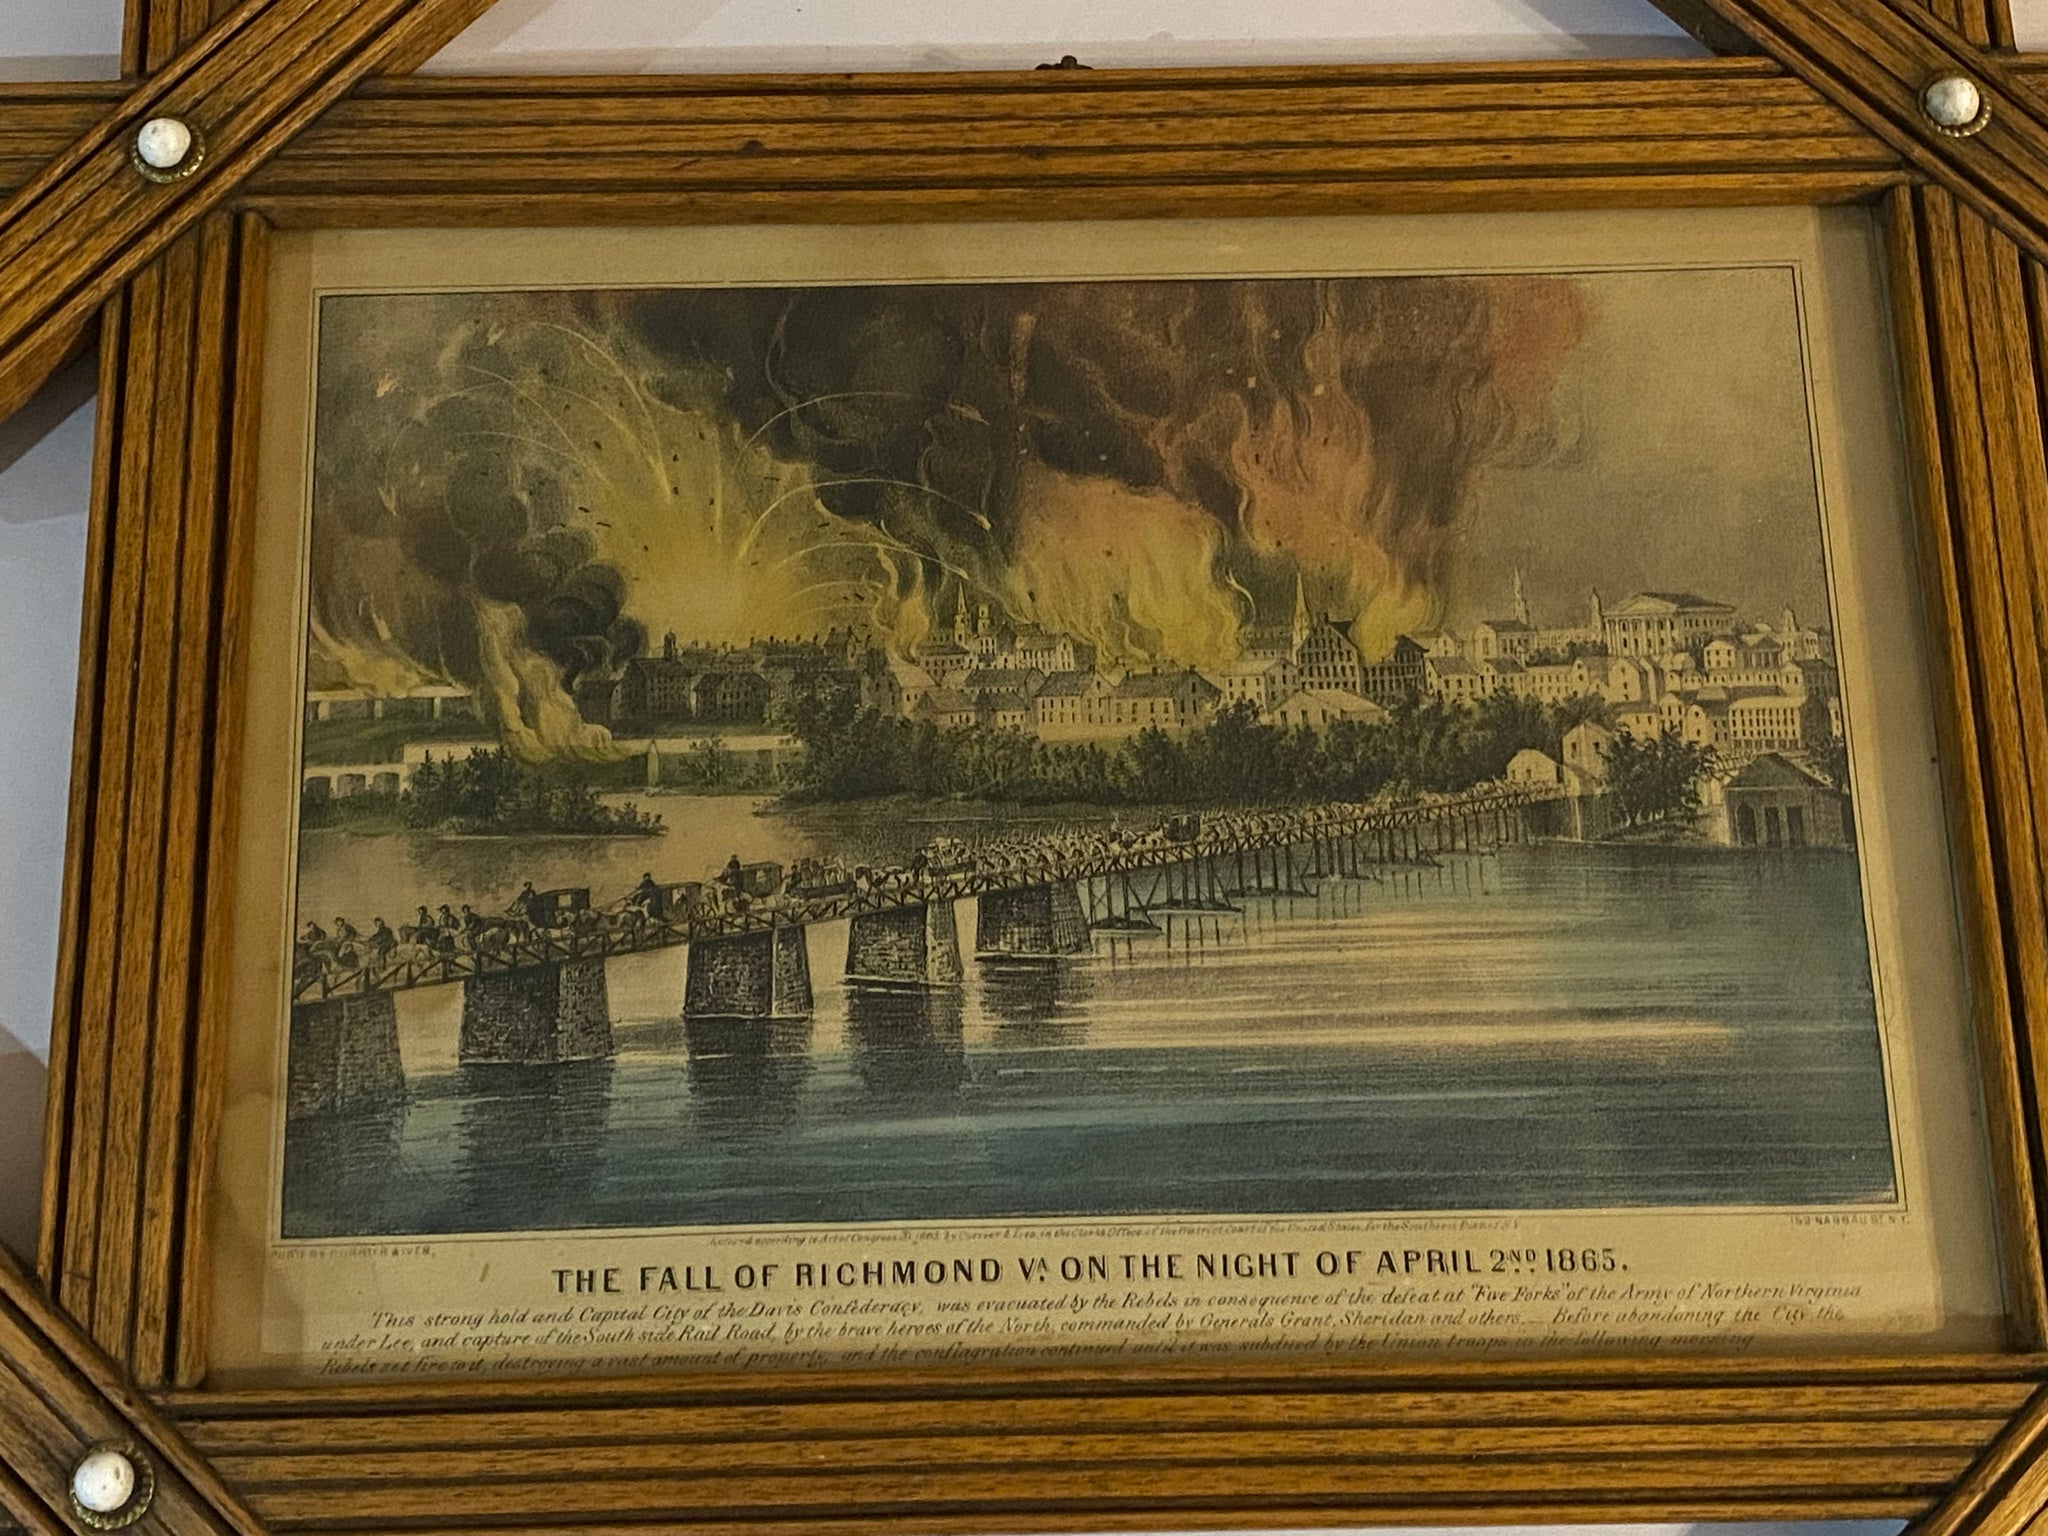 PUBD BY CURRIER & IVES,
Entered according to Act of Congress AD 1865 by Currier & Ives, in the Clerk's Office of the District Court of the United States, for the Southern District of N.Y.
152 NASSAU ST. N.Y.
THE FALL OF RICHMOND VA. ON THE NIGHT OF APRIL 2ND. 1865.
This strong hold and Capital City of the Davis Confederacy, was evacuated by the Rebels in consequence of the defeat at "Five Forks" of the Army of Northern Virginia
under Lee, and capture of the South side Rail Road, by the brave heroes of the North, commanded by Generals Grant, Sheridan and others. — Before abandoning the City the
Rebels set fire to it, destroying a vast amount of property, and the conflagration continued until it was subdued by the Union troops in the following morning